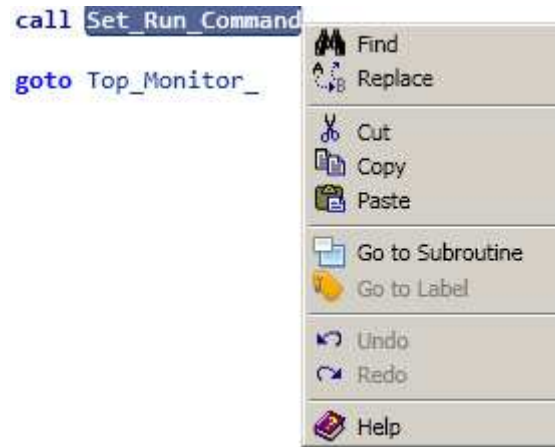 call Set_Run_Command
goto Top_Monitor_
Find
Replace
Cut
Copy
Paste
Go to Subroutine
Go to Label
Undo
Redo
Help